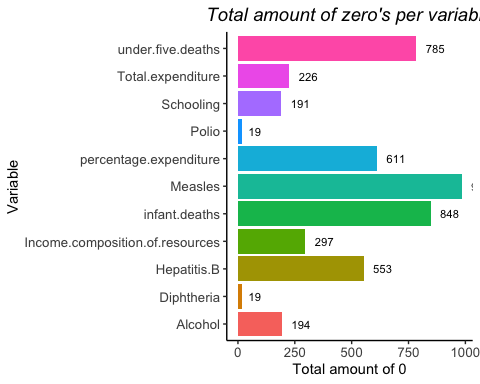 Total amount of zero's per
under.five.deaths 785
Total.expenditure 226
Schooling 191
Polio 19
percentage.expenditure 611
Measles
infant.deaths 848
Income.composition.of.resources 297
Hepatitis.B 553
Diphtheria 19
Alcohol 194
0 250 500 750 1000
Total amount of 0
Variable